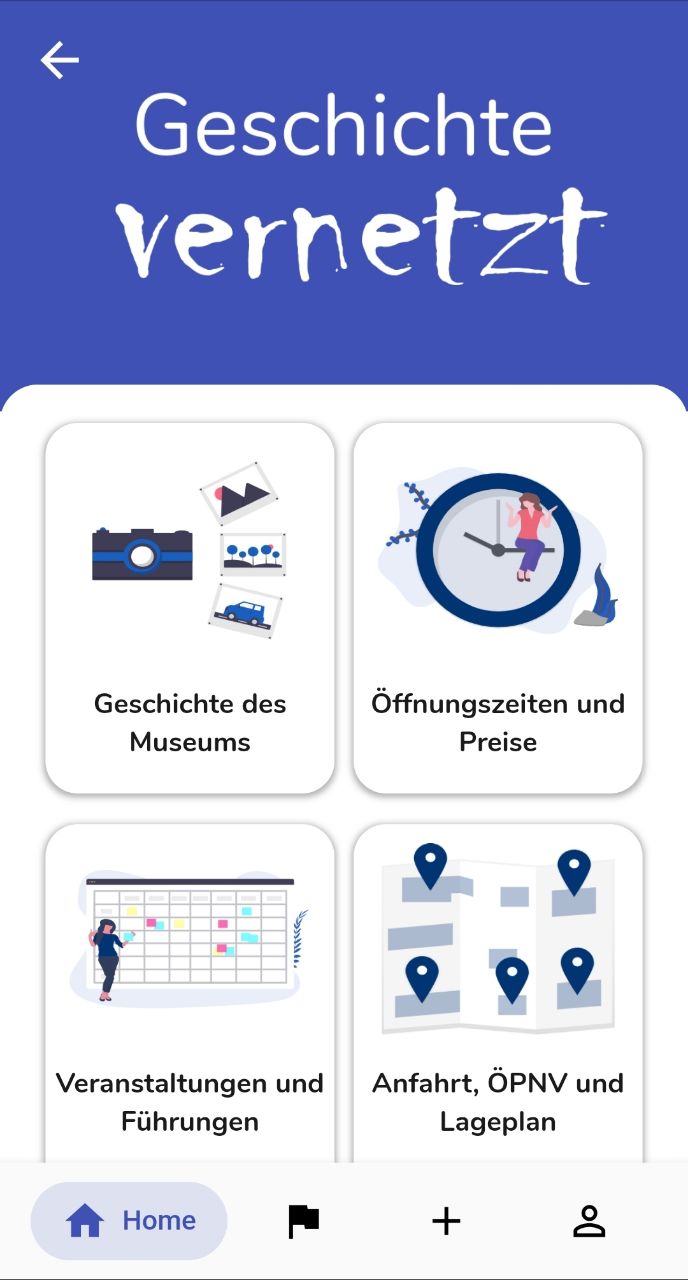 Geschichte
vernetzt
Geschichte des
Museums
Öffnungszeiten und
Preise
Veranstaltungen und
Führungen
Anfahrt, ÖPNV und
Lageplan
Home